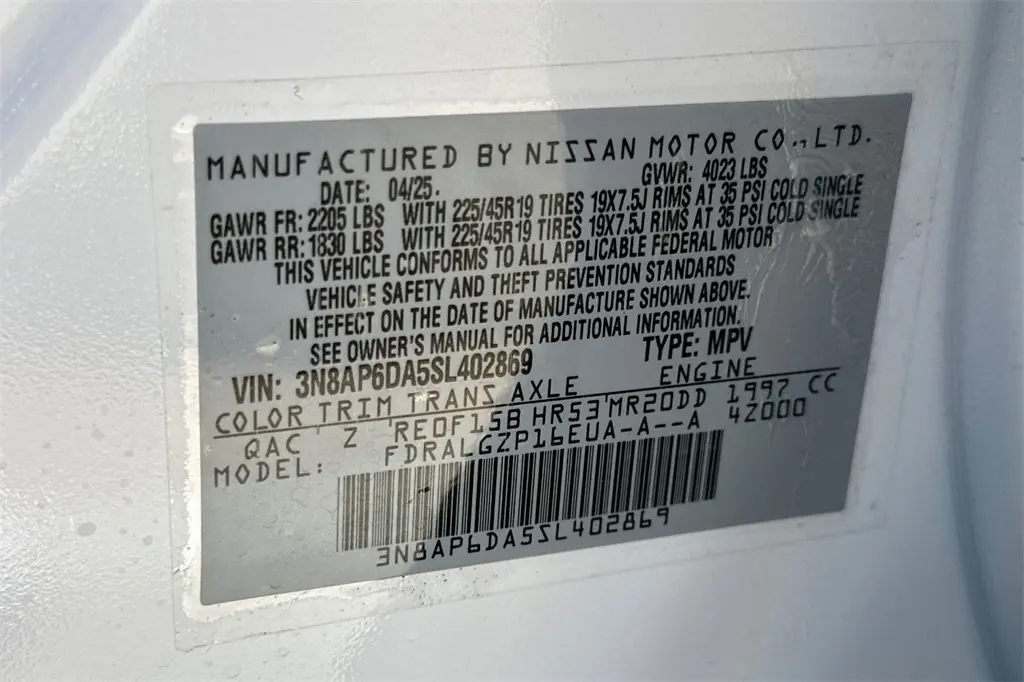 MANUFACTURED BY NISSAN MOTOR CO.,LTD.
DATE: 04/25. GVWR: 4023 LBS
GAWR FR: 2205 LBS WITH 225/45R19 TIRES 19X7.5J RIMS AT 35 PSI COLD SINGLE
GAWR RR: 1830 LBS WITH 225/45R19 TIRES 19X7.5J RIMS AT 35 PSI COLD SINGLE
THIS VEHICLE CONFORMS TO ALL APPLICABLE FEDERAL MOTOR
VEHICLE SAFETY AND THEFT PREVENTION STANDARDS
IN EFFECT ON THE DATE OF MANUFACTURE SHOWN ABOVE.
SEE OWNER'S MANUAL FOR ADDITIONAL INFORMATION.
VIN: 3N8AP6DA5SL402869 TYPE: MPV
COLOR TRIM TRANS AXLE ENGINE
QAC Z RE0F15B HR53 MR20DD 1997 CC
MODEL: FDRALGZP16EUA-A--A 4Z000
3N8AP6DA5SL402869